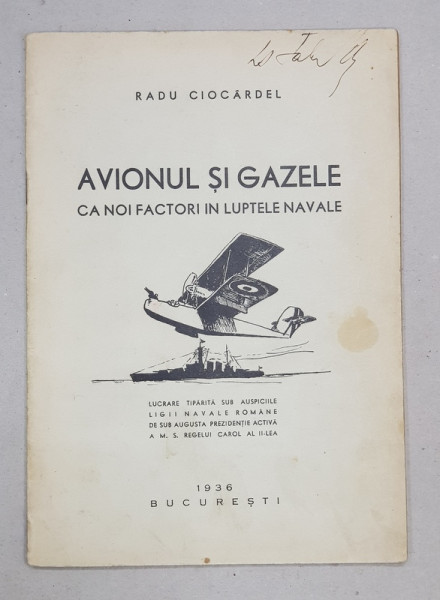 RADU CIOCÂRDEL
AVIONUL ȘI GAZELE
CA NOI FACTORI IN LUPTELE NAVALE
LUCRARE TIPĂRITĂ SUB AUSPICIILE
LIGII NAVALE ROMÂNE
DE SUB AUGUSTA PREZIDENȚIE ACTIVĂ
A M. S. REGELUI CAROL AL II-LEA
1936
BUCUREȘTI